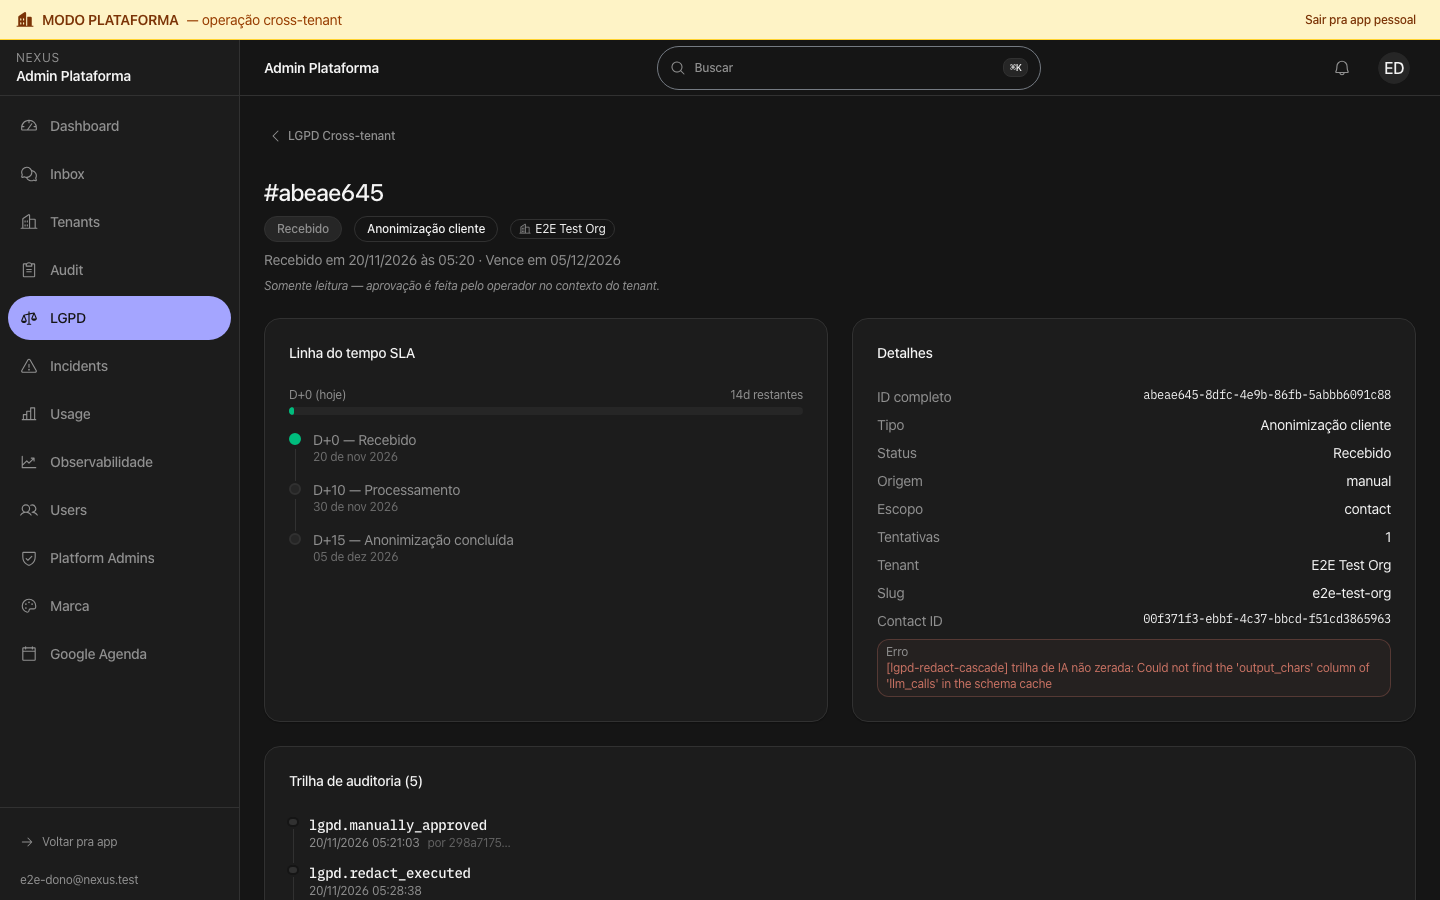 MODO PLATAFORMA — operação cross-tenant
Sair pra app pessoal
NEXUS
Admin Plataforma
Admin Plataforma
Buscar
⌘K
ED
Dashboard
Inbox
Tenants
Audit
LGPD
Incidents
Usage
Observabilidade
Users
Platform Admins
Marca
Google Agenda
Voltar pra app
e2e-dono@nexus.test
LGPD Cross-tenant
#abeae645
Recebido
Anonimização cliente
E2E Test Org
Recebido em 20/11/2026 às 05:20 · Vence em 05/12/2026
Somente leitura — aprovação é feita pelo operador no contexto do tenant.
Linha do tempo SLA
D+0 (hoje)
14d restantes
D+0 — Recebido
20 de nov 2026
D+10 — Processamento
30 de nov 2026
D+15 — Anonimização concluída
05 de dez 2026
Detalhes
ID completo abeae645-8dfc-4e9b-86fb-5abbb6091c88
Tipo Anonimização cliente
Status Recebido
Origem manual
Escopo contact
Tentativas 1
Tenant E2E Test Org
Slug e2e-test-org
Contact ID 00f371f3-ebbf-4c37-bbcd-f51cd3865963
Erro
[lgpd-redact-cascade] trilha de IA não zerada: Could not find the 'output_chars' column of
'llm_calls' in the schema cache
Trilha de auditoria (5)
lgpd.manually_approved
20/11/2026 05:21:03 por 298a7175...
lgpd.redact_executed
20/11/2026 05:28:38